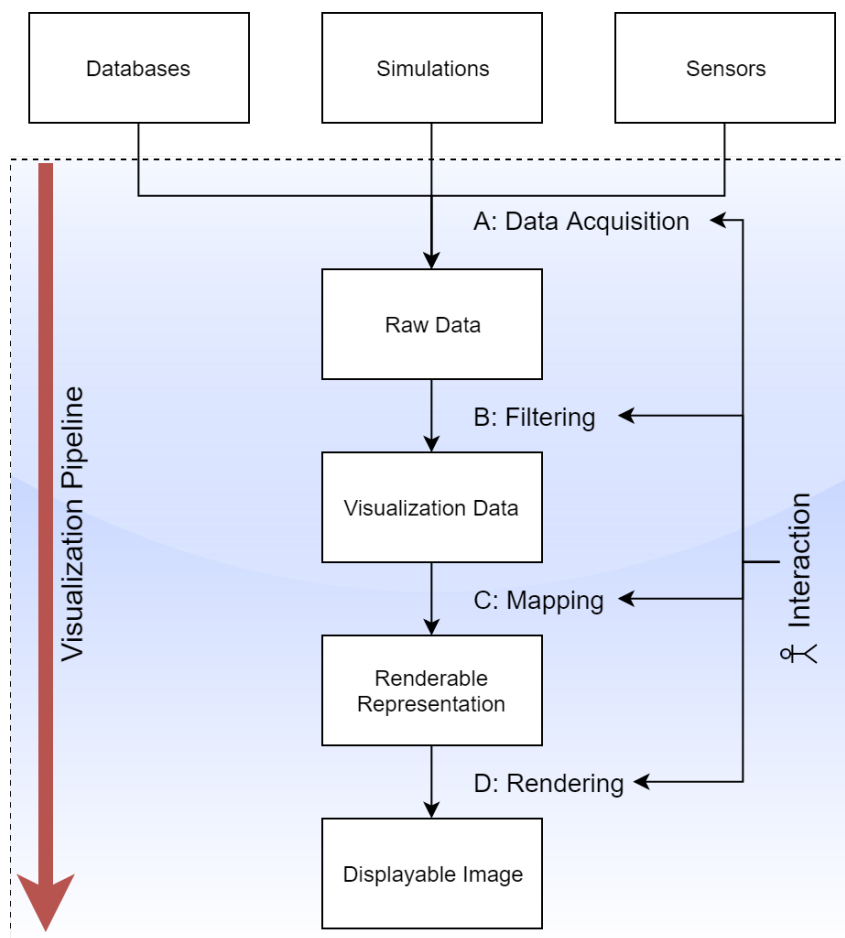 Databases
Simulations
Sensors
A: Data Acquisition
Raw Data
B: Filtering
Visualization Data
C: Mapping
Renderable
Representation
D: Rendering
Displayable Image
Visualization Pipeline
Interaction